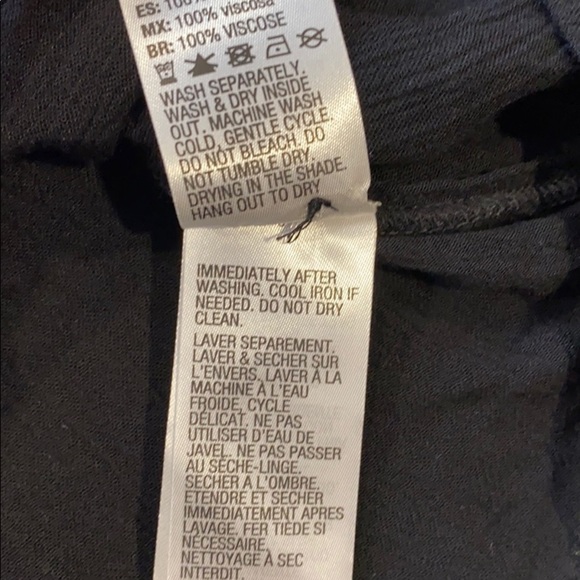 ES: 100%
MX: 100% viscosa
BR: 100% VISCOSE
WASH SEPARATELY.
WASH & DRY INSIDE
OUT. MACHINE WASH
COLD, GENTLE CYCLE.
DO NOT BLEACH. DO
NOT TUMBLE DRY.
DRYING IN THE SHADE.
HANG OUT TO DRY
IMMEDIATELY AFTER
WASHING. COOL IRON IF
NEEDED. DO NOT DRY
CLEAN.
LAVER SEPAREMENT.
LAVER & SECHER SUR
L'ENVERS, LAVER À LA
MACHINE À L'EAU
FROIDE, CYCLE
DÉLICAT. NE PAS
UTILISER D'EAU DE
JAVEL. NE PAS PASSER
AU SÈCHE-LINGE.
SECHER A L'OMBRE.
ETENDRE ET SECHER
IMMEDIATEMENT APRES
LAVAGE. FER TIÈDE SI
NÉCESSAIRE.
NETTOYAGE À SEC
INTERDIT.